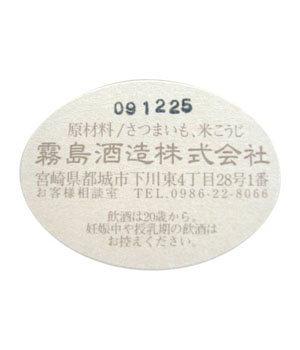 091225
原材料/さつまいも、米こうじ
霧島酒造株式会社
宮崎県都城市下川東4丁目28号1番
お客様相談室 TEL.0986-22-8066
飲酒は20歳から。
妊娠中や授乳期の飲酒は
お控えください。